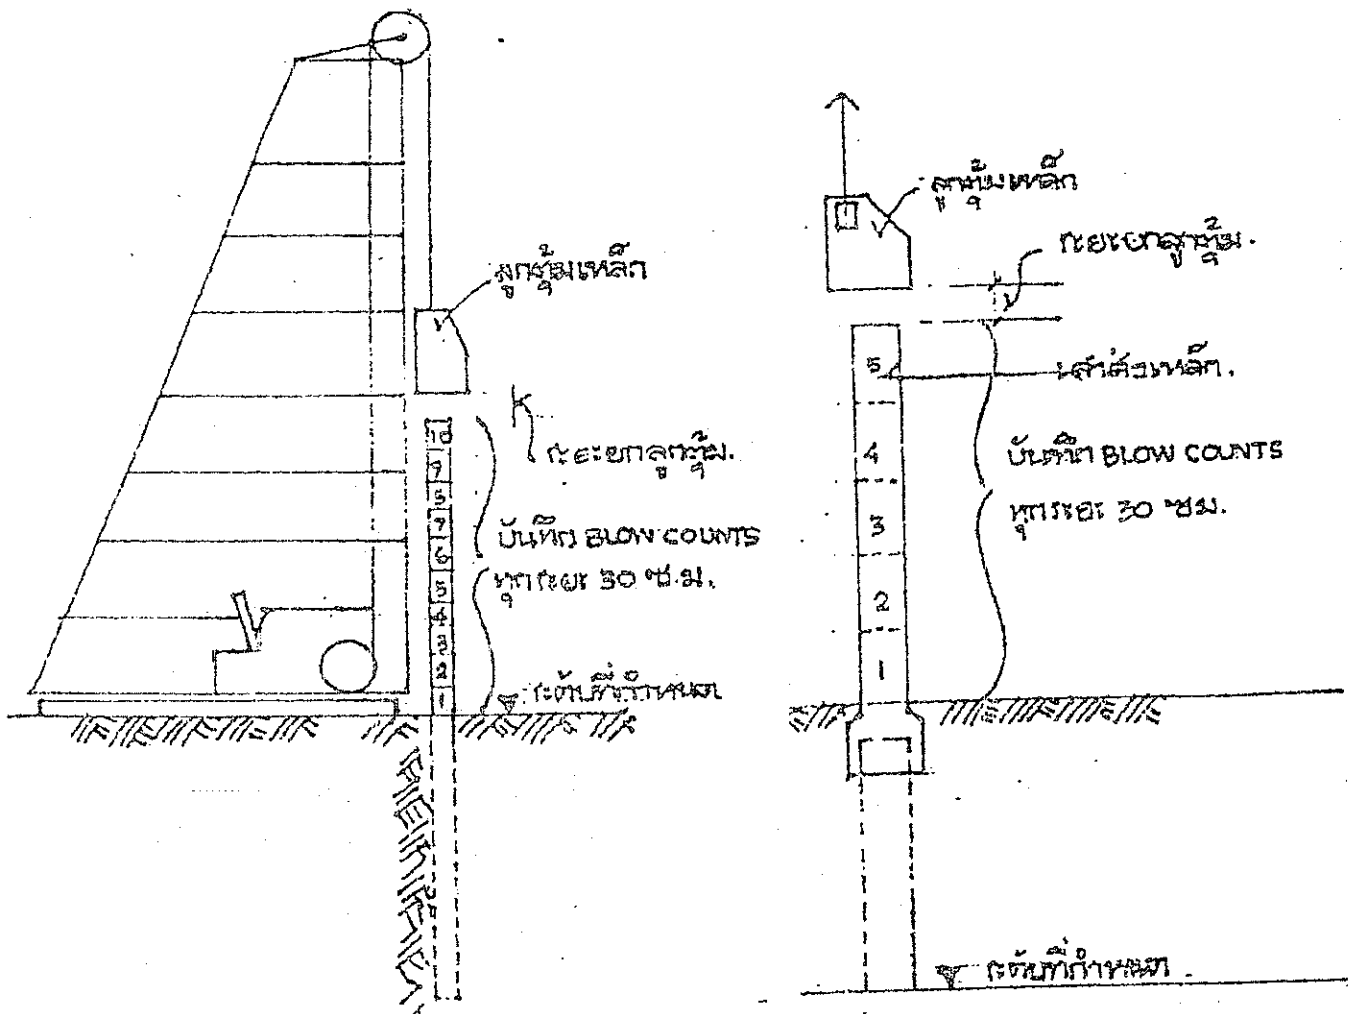 ลูกตุ้มเหล็ก
ระยะยกลูกตุ้ม.
10
9
8
7
6
5
4
3
2
1
บันทึก BLOW COUNTS
ทุกระยะ 30 ซ.ม.
ระดับที่กำหนด
ลูกตุ้มเหล็ก
ระยะยกลูกตุ้ม.
เสาส่งเหล็ก.
5
4
3
2
1
บันทึก BLOW COUNTS
ทุกระยะ 30 ซม.
ระดับที่กำหนด.